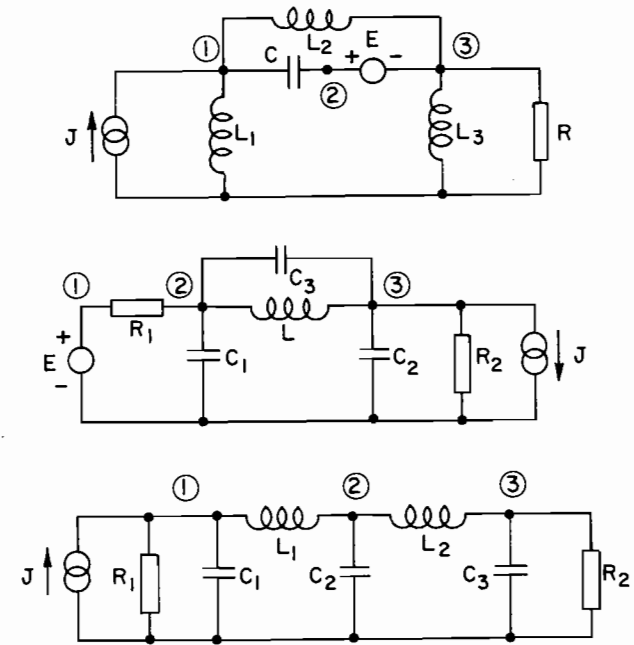 ① L₂ E ③
C + -
②
J L₁ L₃ R
① ② C₃ ③
+ R₁ L
E C₁ C₂ R₂ J
-
① ② ③
L₁ L₂
J R₁ C₁ C₂ C₃ R₂